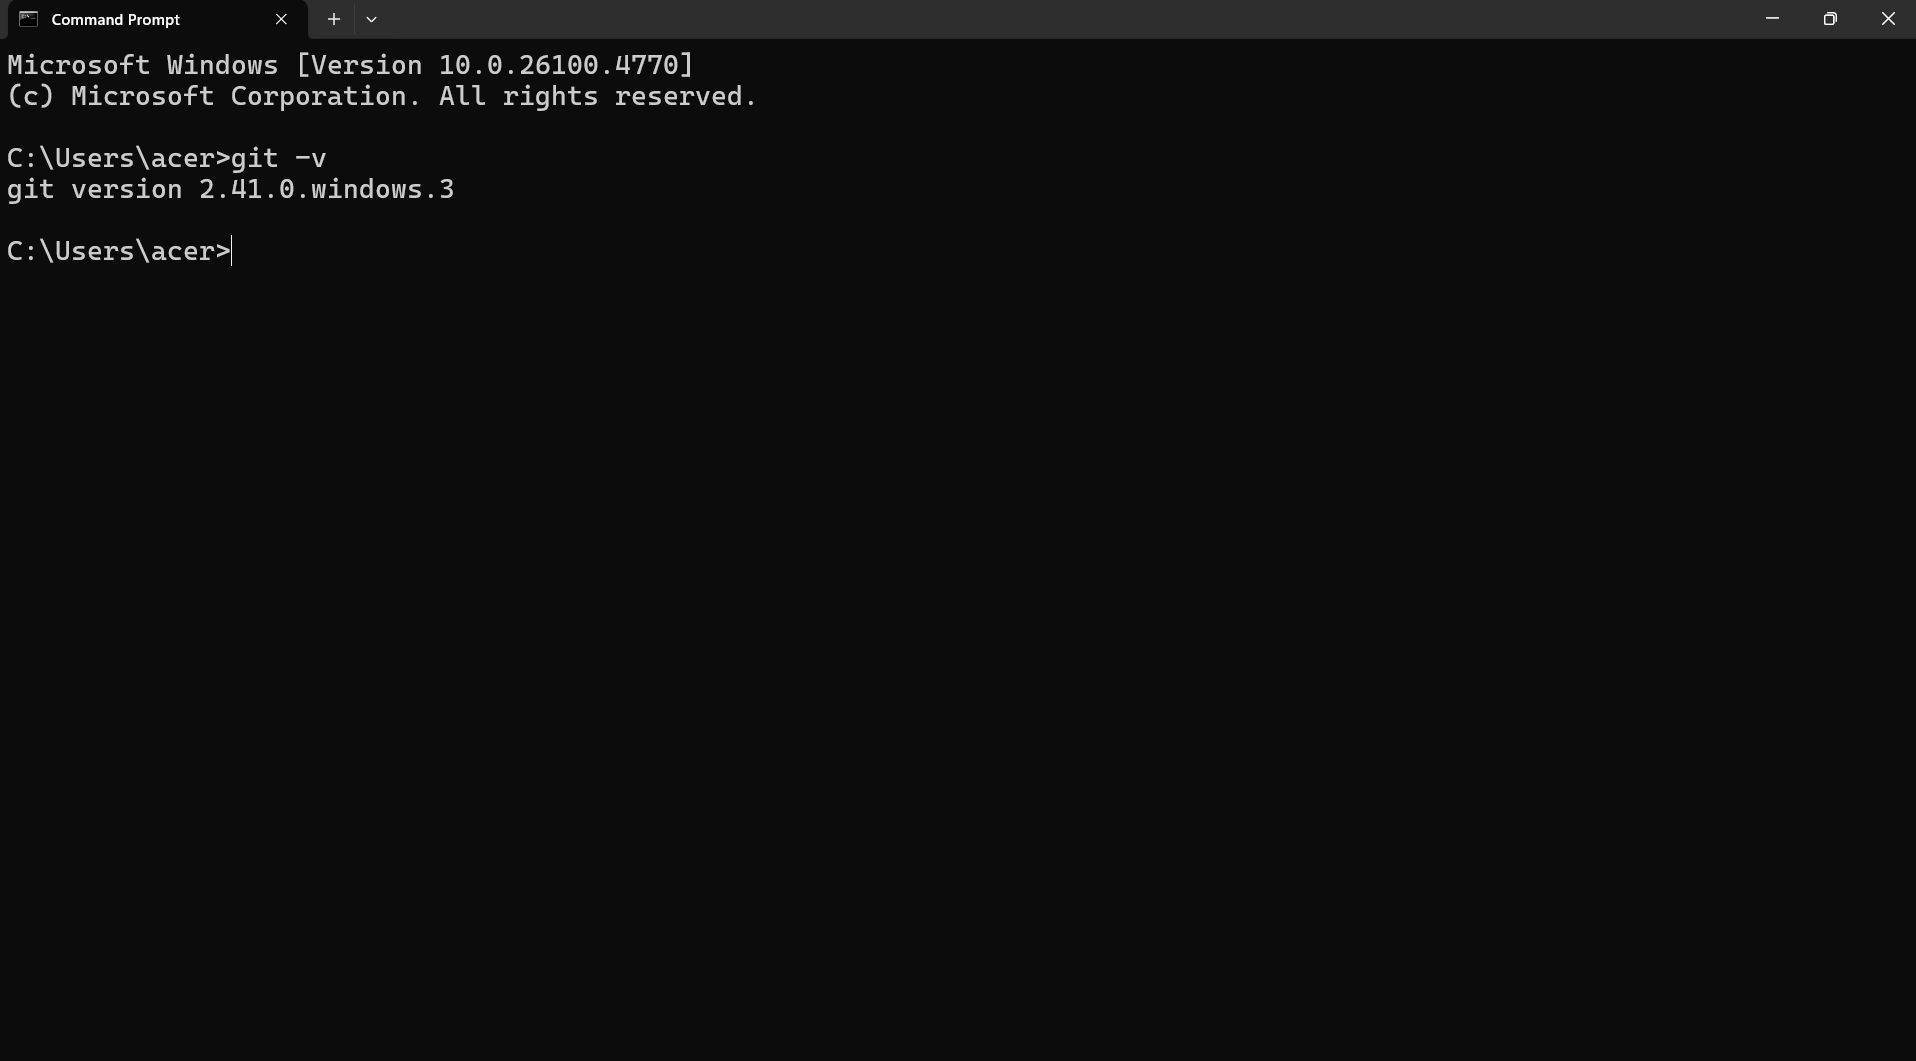 Command Prompt
Microsoft Windows [Version 10.0.26100.4770]
(c) Microsoft Corporation. All rights reserved.
C:\Users\acer>git -v
git version 2.41.0.windows.3
C:\Users\acer>